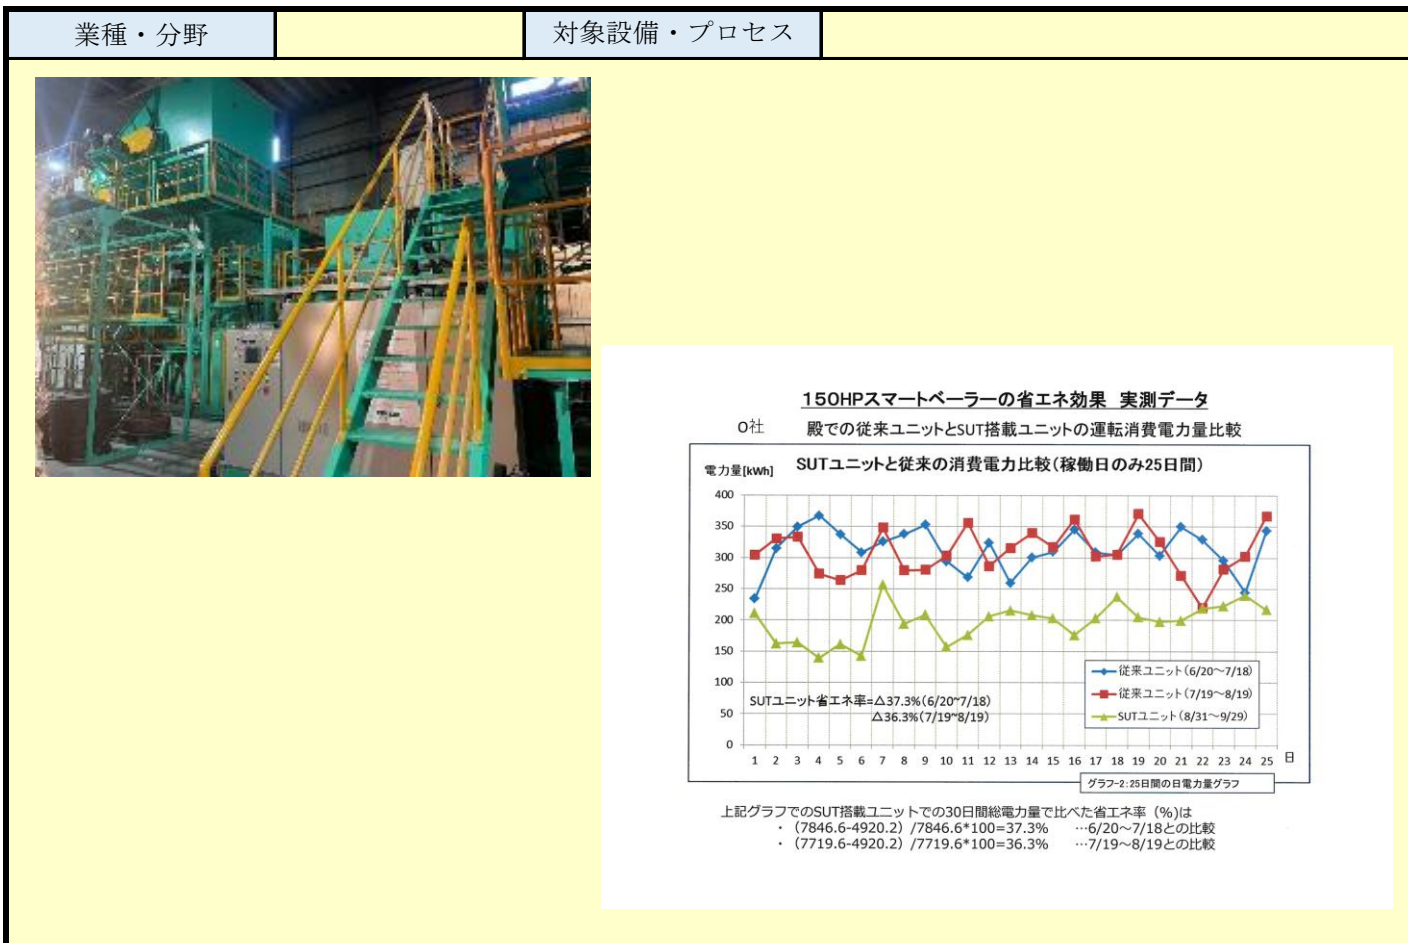 業種・分野
対象設備・プロセス
150HPスマートベーラーの省エネ効果 実測データ
O社 殿での従来ユニットとSUT搭載ユニットの運転消費電力量比較
電力量[kWh] SUTユニットと従来の消費電力比較(稼働日のみ25日間)
400
350
300
250
200
150
100
50
0
従来ユニット(6/20～7/18)
従来ユニット(7/19～8/19)
SUTユニット(8/31～9/29)
SUTユニット省エネ率=△37.3%(6/20~7/18)
△36.3%(7/19~8/19)
1 2 3 4 5 6 7 8 9 10 11 12 13 14 15 16 17 18 19 20 21 22 23 24 25 日
グラフ-2:25日間の日電力量グラフ
上記グラフでのSUT搭載ユニットでの30日間総電力量で比べた省エネ率 (%)は
・ (7846.6-4920.2) /7846.6*100=37.3% …6/20～7/18との比較
・ (7719.6-4920.2) /7719.6*100=36.3% …7/19～8/19との比較